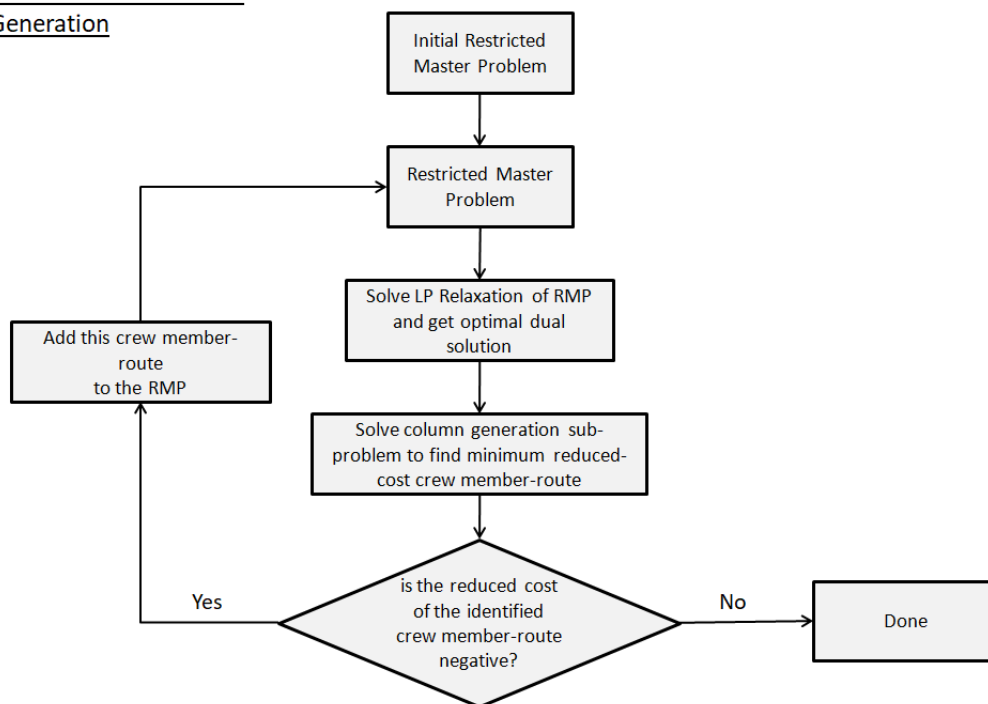 Generation
Initial Restricted
Master Problem
Restricted Master
Problem
Solve LP Relaxation of RMP
and get optimal dual
solution
Add this crew member-
route
to the RMP
Solve column generation sub-
problem to find minimum reduced-
cost crew member-route
is the reduced cost
of the identified
crew member-route
negative?
Yes
No
Done